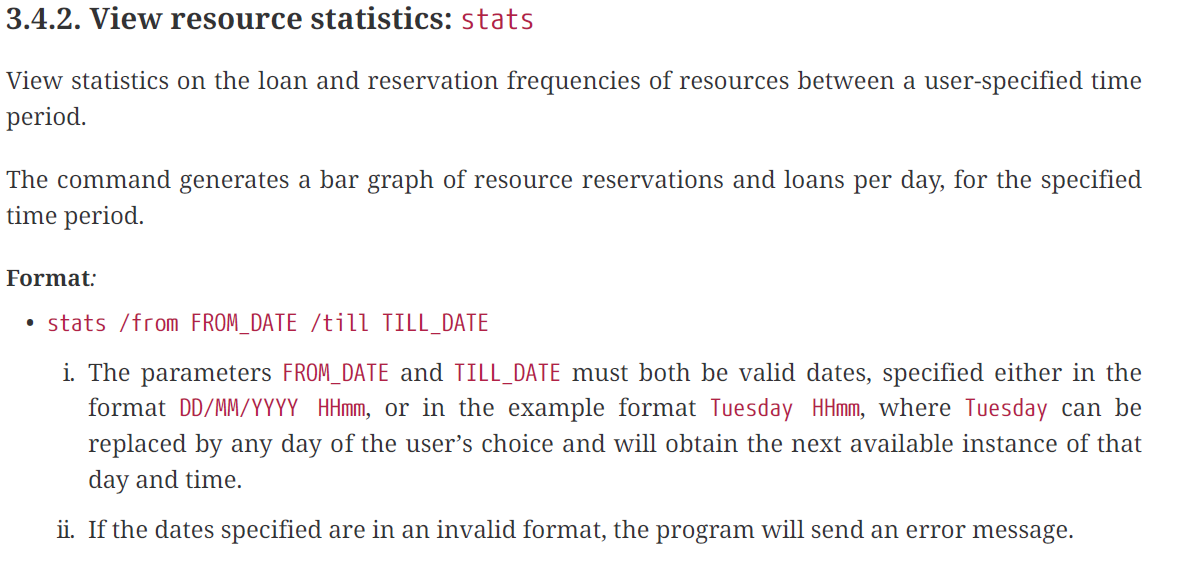 3.4.2. View resource statistics: stats
View statistics on the loan and reservation frequencies of resources between a user-specified time
period.
The command generates a bar graph of resource reservations and loans per day, for the specified
time period.
Format:
• stats /from FROM_DATE /till TILL_DATE
i. The parameters FROM_DATE and TILL_DATE must both be valid dates, specified either in the
format DD/MM/YYYY HHmm, or in the example format Tuesday HHmm, where Tuesday can be
replaced by any day of the user’s choice and will obtain the next available instance of that
day and time.
ii. If the dates specified are in an invalid format, the program will send an error message.